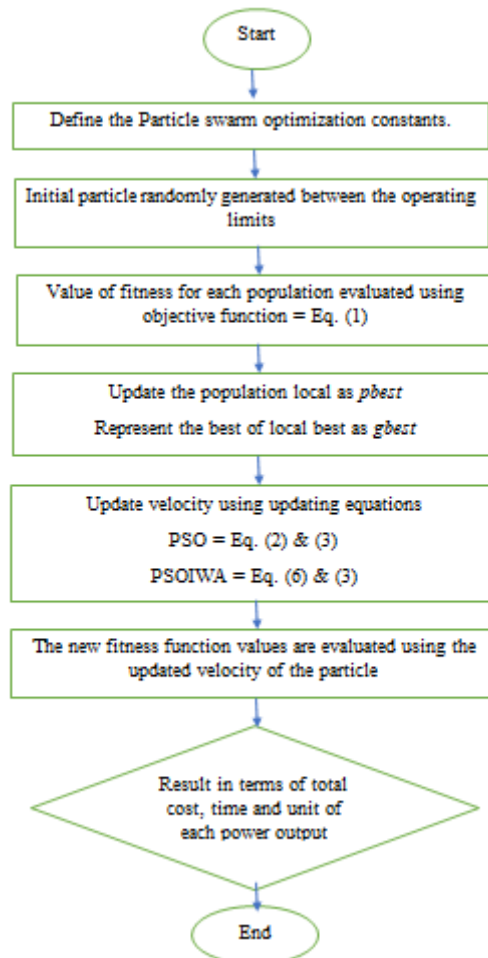 Start
Define the Particle swarm optimization constants.
Initial particle randomly generated between the operating
limits
Value of fitness for each population evaluated using
objective function = Eq. (1)
Update the population local as pbest
Represent the best of local best as gbest
Update velocity using updating equations
PSO = Eq. (2) & (3)
PSOIWA = Eq. (6) & (3)
The new fitness function values are evaluated using the
updated velocity of the particle
Result in terms of total
cost, time and unit of
each power output
End